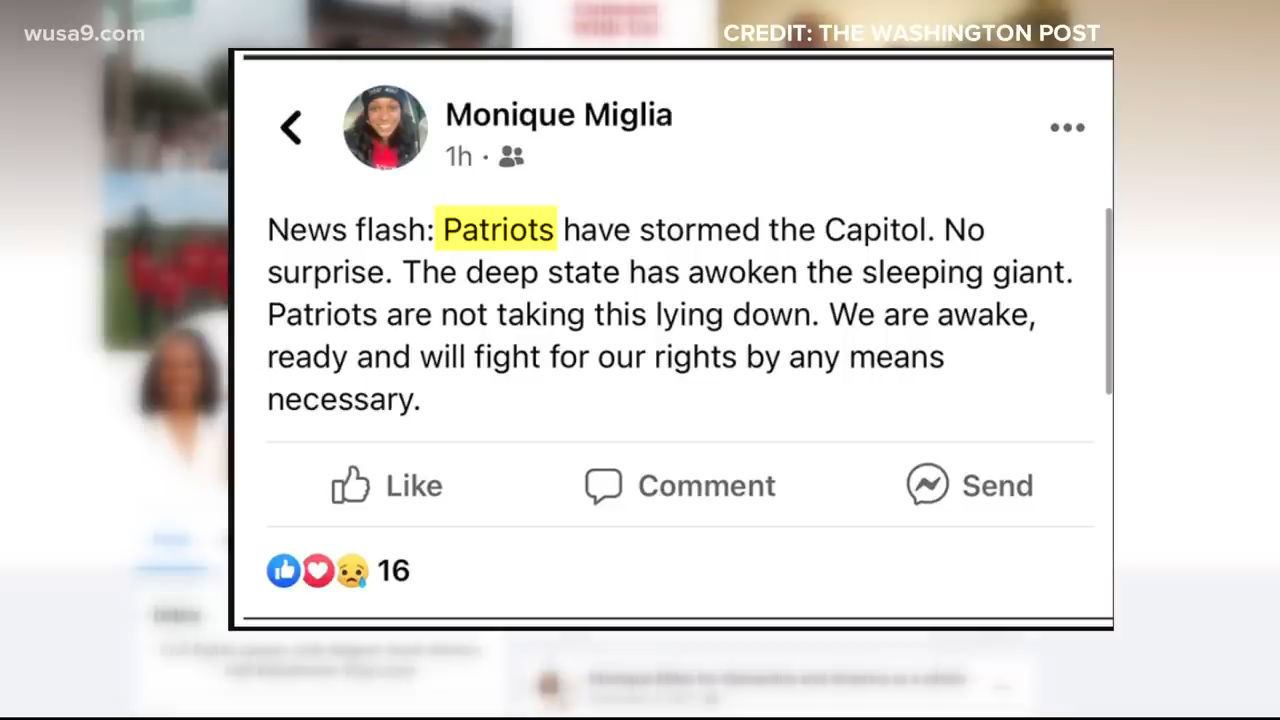 wusa9.com
CREDIT: THE WASHINGTON POST
Monique Miglia
1h ·
News flash: Patriots have stormed the Capitol. No
surprise. The deep state has awoken the sleeping giant.
Patriots are not taking this lying down. We are awake,
ready and will fight for our rights by any means
necessary.
Like
Comment
Send
16